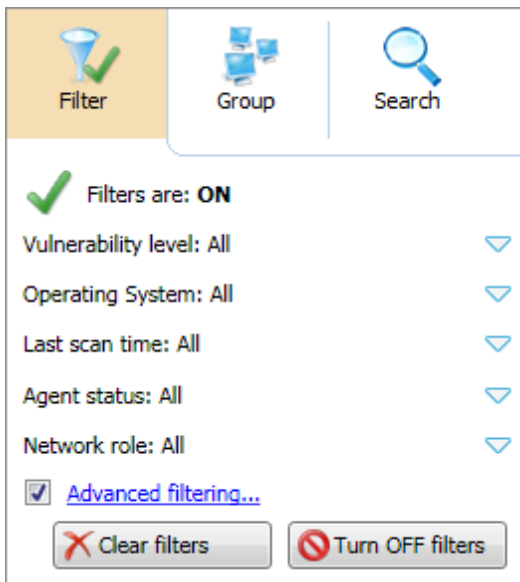 Filter Group Search
Filters are: ON
Vulnerability level: All
Operating System: All
Last scan time: All
Agent status: All
Network role: All
Advanced filtering...
Clear filters Turn OFF filters